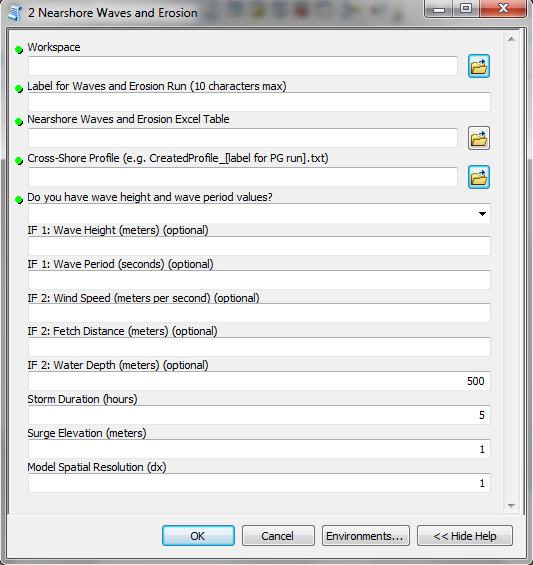 2 Nearshore Waves and Erosion
Workspace
Label for Waves and Erosion Run (10 characters max)
Nearshore Waves and Erosion Excel Table
Cross-Shore Profile (e.g. CreatedProfile_[label for PG run].txt)
Do you have wave height and wave period values?
IF 1: Wave Height (meters) (optional)
IF 1: Wave Period (seconds) (optional)
IF 2: Wind Speed (meters per second) (optional)
IF 2: Fetch Distance (meters) (optional)
IF 2: Water Depth (meters) (optional)
500
Storm Duration (hours)
5
Surge Elevation (meters)
1
Model Spatial Resolution (dx)
1
OK
Cancel
Environments...
<< Hide Help